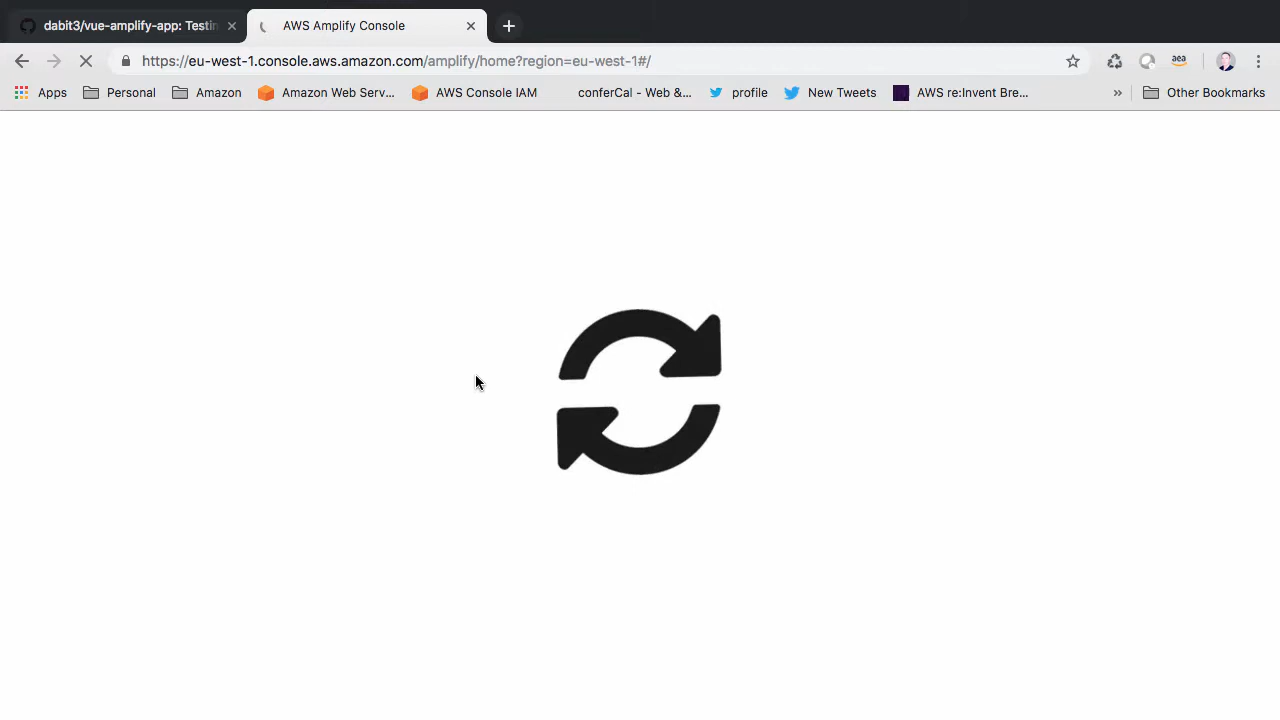 dabit3/vue-amplify-app: Testin
AWS Amplify Console
https://eu-west-1.console.aws.amazon.com/amplify/home?region=eu-west-1#/
aea
Apps Personal Amazon Amazon Web Serv... AWS Console IAM conferCal - Web &... profile New Tweets AWS re:Invent Bre... » Other Bookmarks